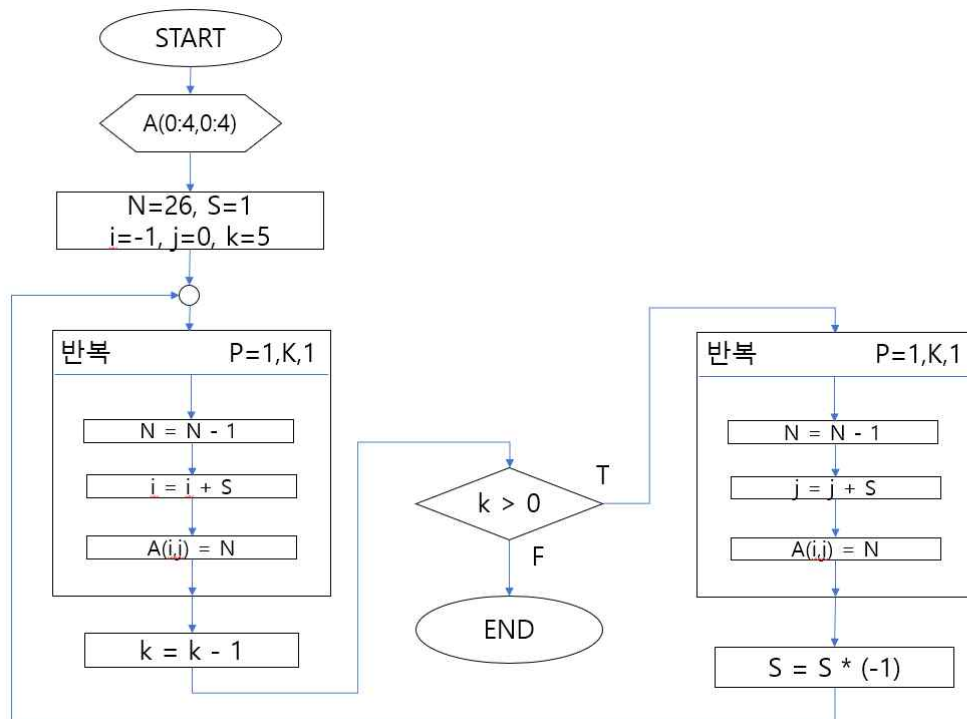 START
A(0:4,0:4)
N=26, S=1
i=-1, j=0, k=5
반복 P=1,K,1
N = N - 1
i = i + S
A(i,j) = N
k = k - 1
k > 0
T
F
END
반복 P=1,K,1
N = N - 1
j = j + S
A(i,j) = N
S = S * (-1)